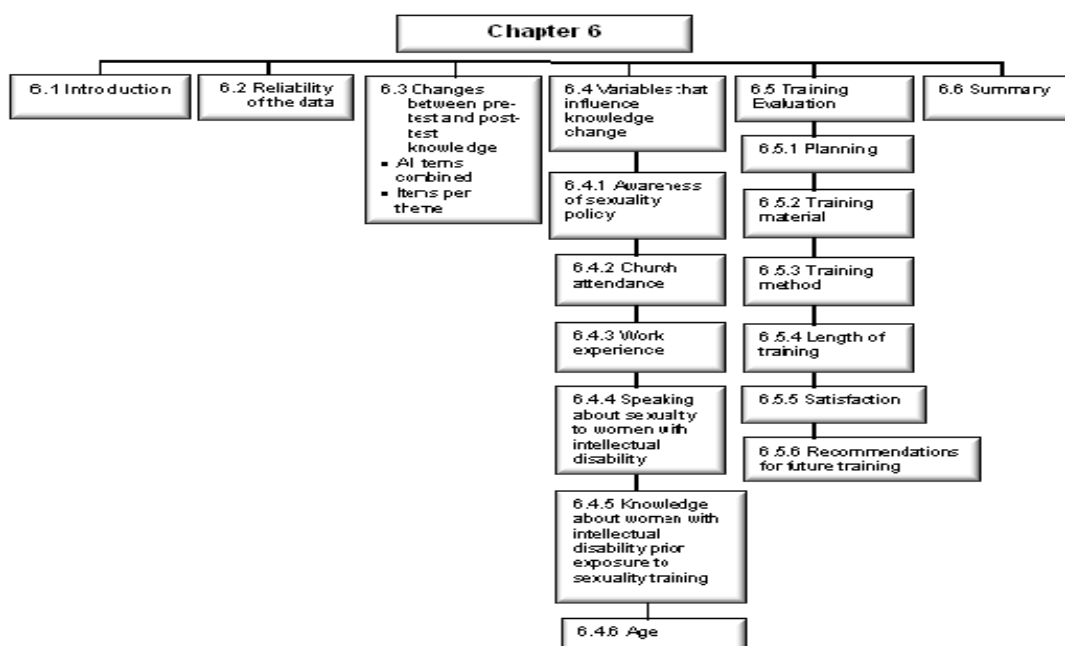 Chapter 6
6.1 Introduction
6.2 Reliability
of the data
6.3 Changes
between pre-
test and post-
test
knowledge
▪ All items
combined
▪ Items per
theme
6.4 Variables that
influence
knowledge
change
6.4.1 Awareness
of sexuality
policy
6.4.2 Church
attendance
6.4.3 Work
experience
6.4.4 Speaking
about sexuality
to women with
intellectual
disability
6.4.5 Knowledge
about women with
intellectual
disability prior
exposure to
sexuality training
6.4.6 Age
6.5 Training
Evaluation
6.5.1 Planning
6.5.2 Training
material
6.5.3 Training
method
6.5.4 Length of
training
6.5.5 Satisfaction
6.5.6 Recommendations
for future training
6.6 Summary